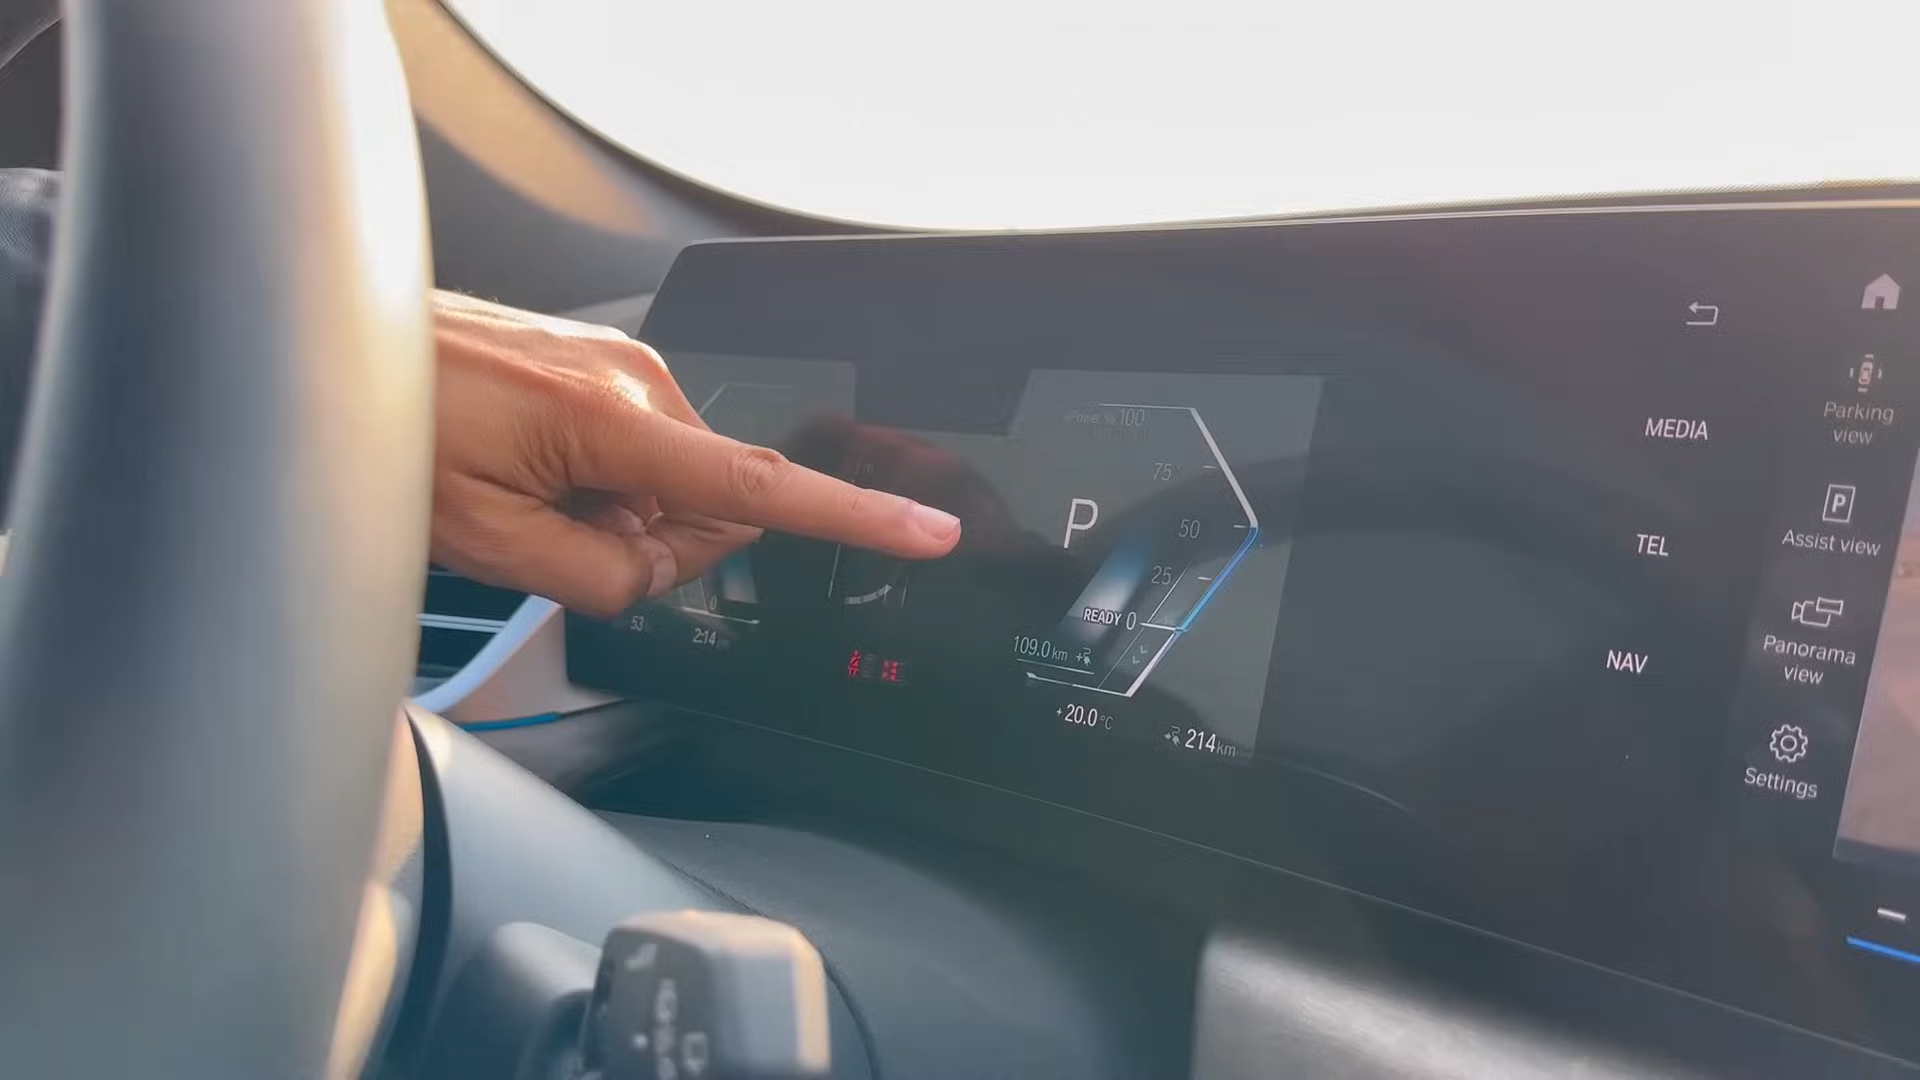 Power % 100
75
P
50
25
READY 0
0
53
2:14
109.0 km
+20.0 °C
214 km
MEDIA
TEL
NAV
Parking
view
Assist view
Panorama
view
Settings